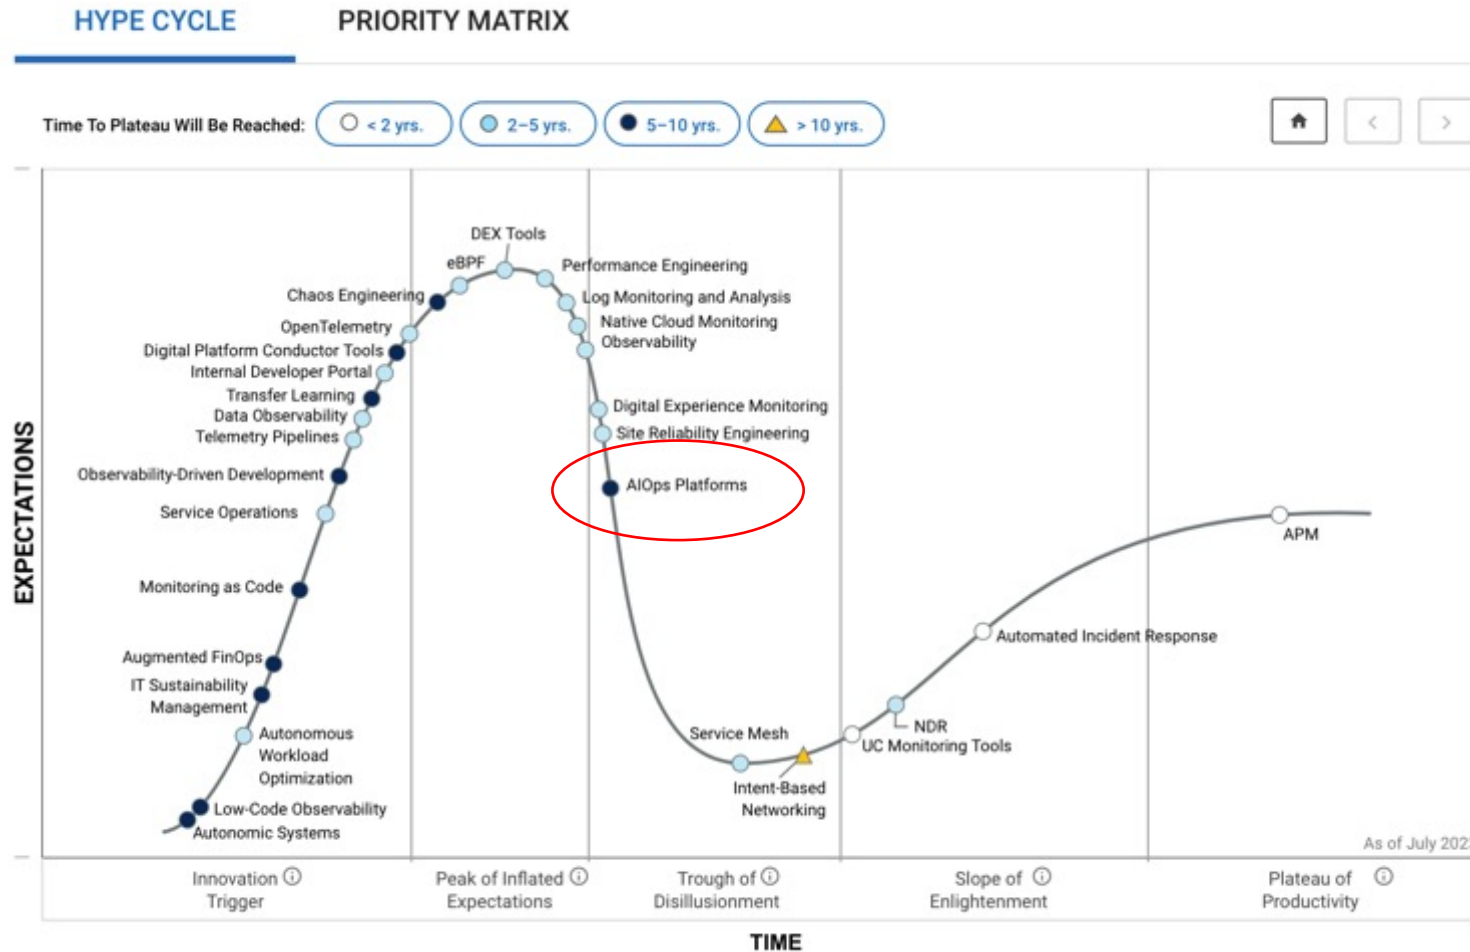 HYPE CYCLE
PRIORITY MATRIX
Time To Plateau Will Be Reached:
< 2 yrs.
2–5 yrs.
5–10 yrs.
> 10 yrs.
DEX Tools
eBPF
Performance Engineering
Chaos Engineering
Log Monitoring and Analysis
OpenTelemetry
Native Cloud Monitoring
Observability
Digital Platform Conductor Tools
Internal Developer Portal
Transfer Learning
Data Observability
Digital Experience Monitoring
Telemetry Pipelines
Site Reliability Engineering
Observability-Driven Development
AIOps Platforms
Service Operations
APM
Monitoring as Code
Automated Incident Response
Augmented FinOps
IT Sustainability
Management
Autonomous
Workload
Optimization
Service Mesh
NDR
UC Monitoring Tools
Intent-Based
Networking
Low-Code Observability
Autonomic Systems
As of July
EXPECTATIONS
Innovation
Trigger
Peak of Inflated
Expectations
Trough of
Disillusionment
Slope of
Enlightenment
Plateau of
Productivity
TIME